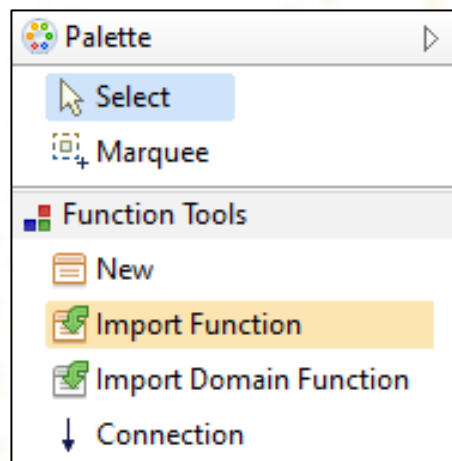 Palette
Select
Marquee
Function Tools
New
Import Function
Import Domain Function
Connection